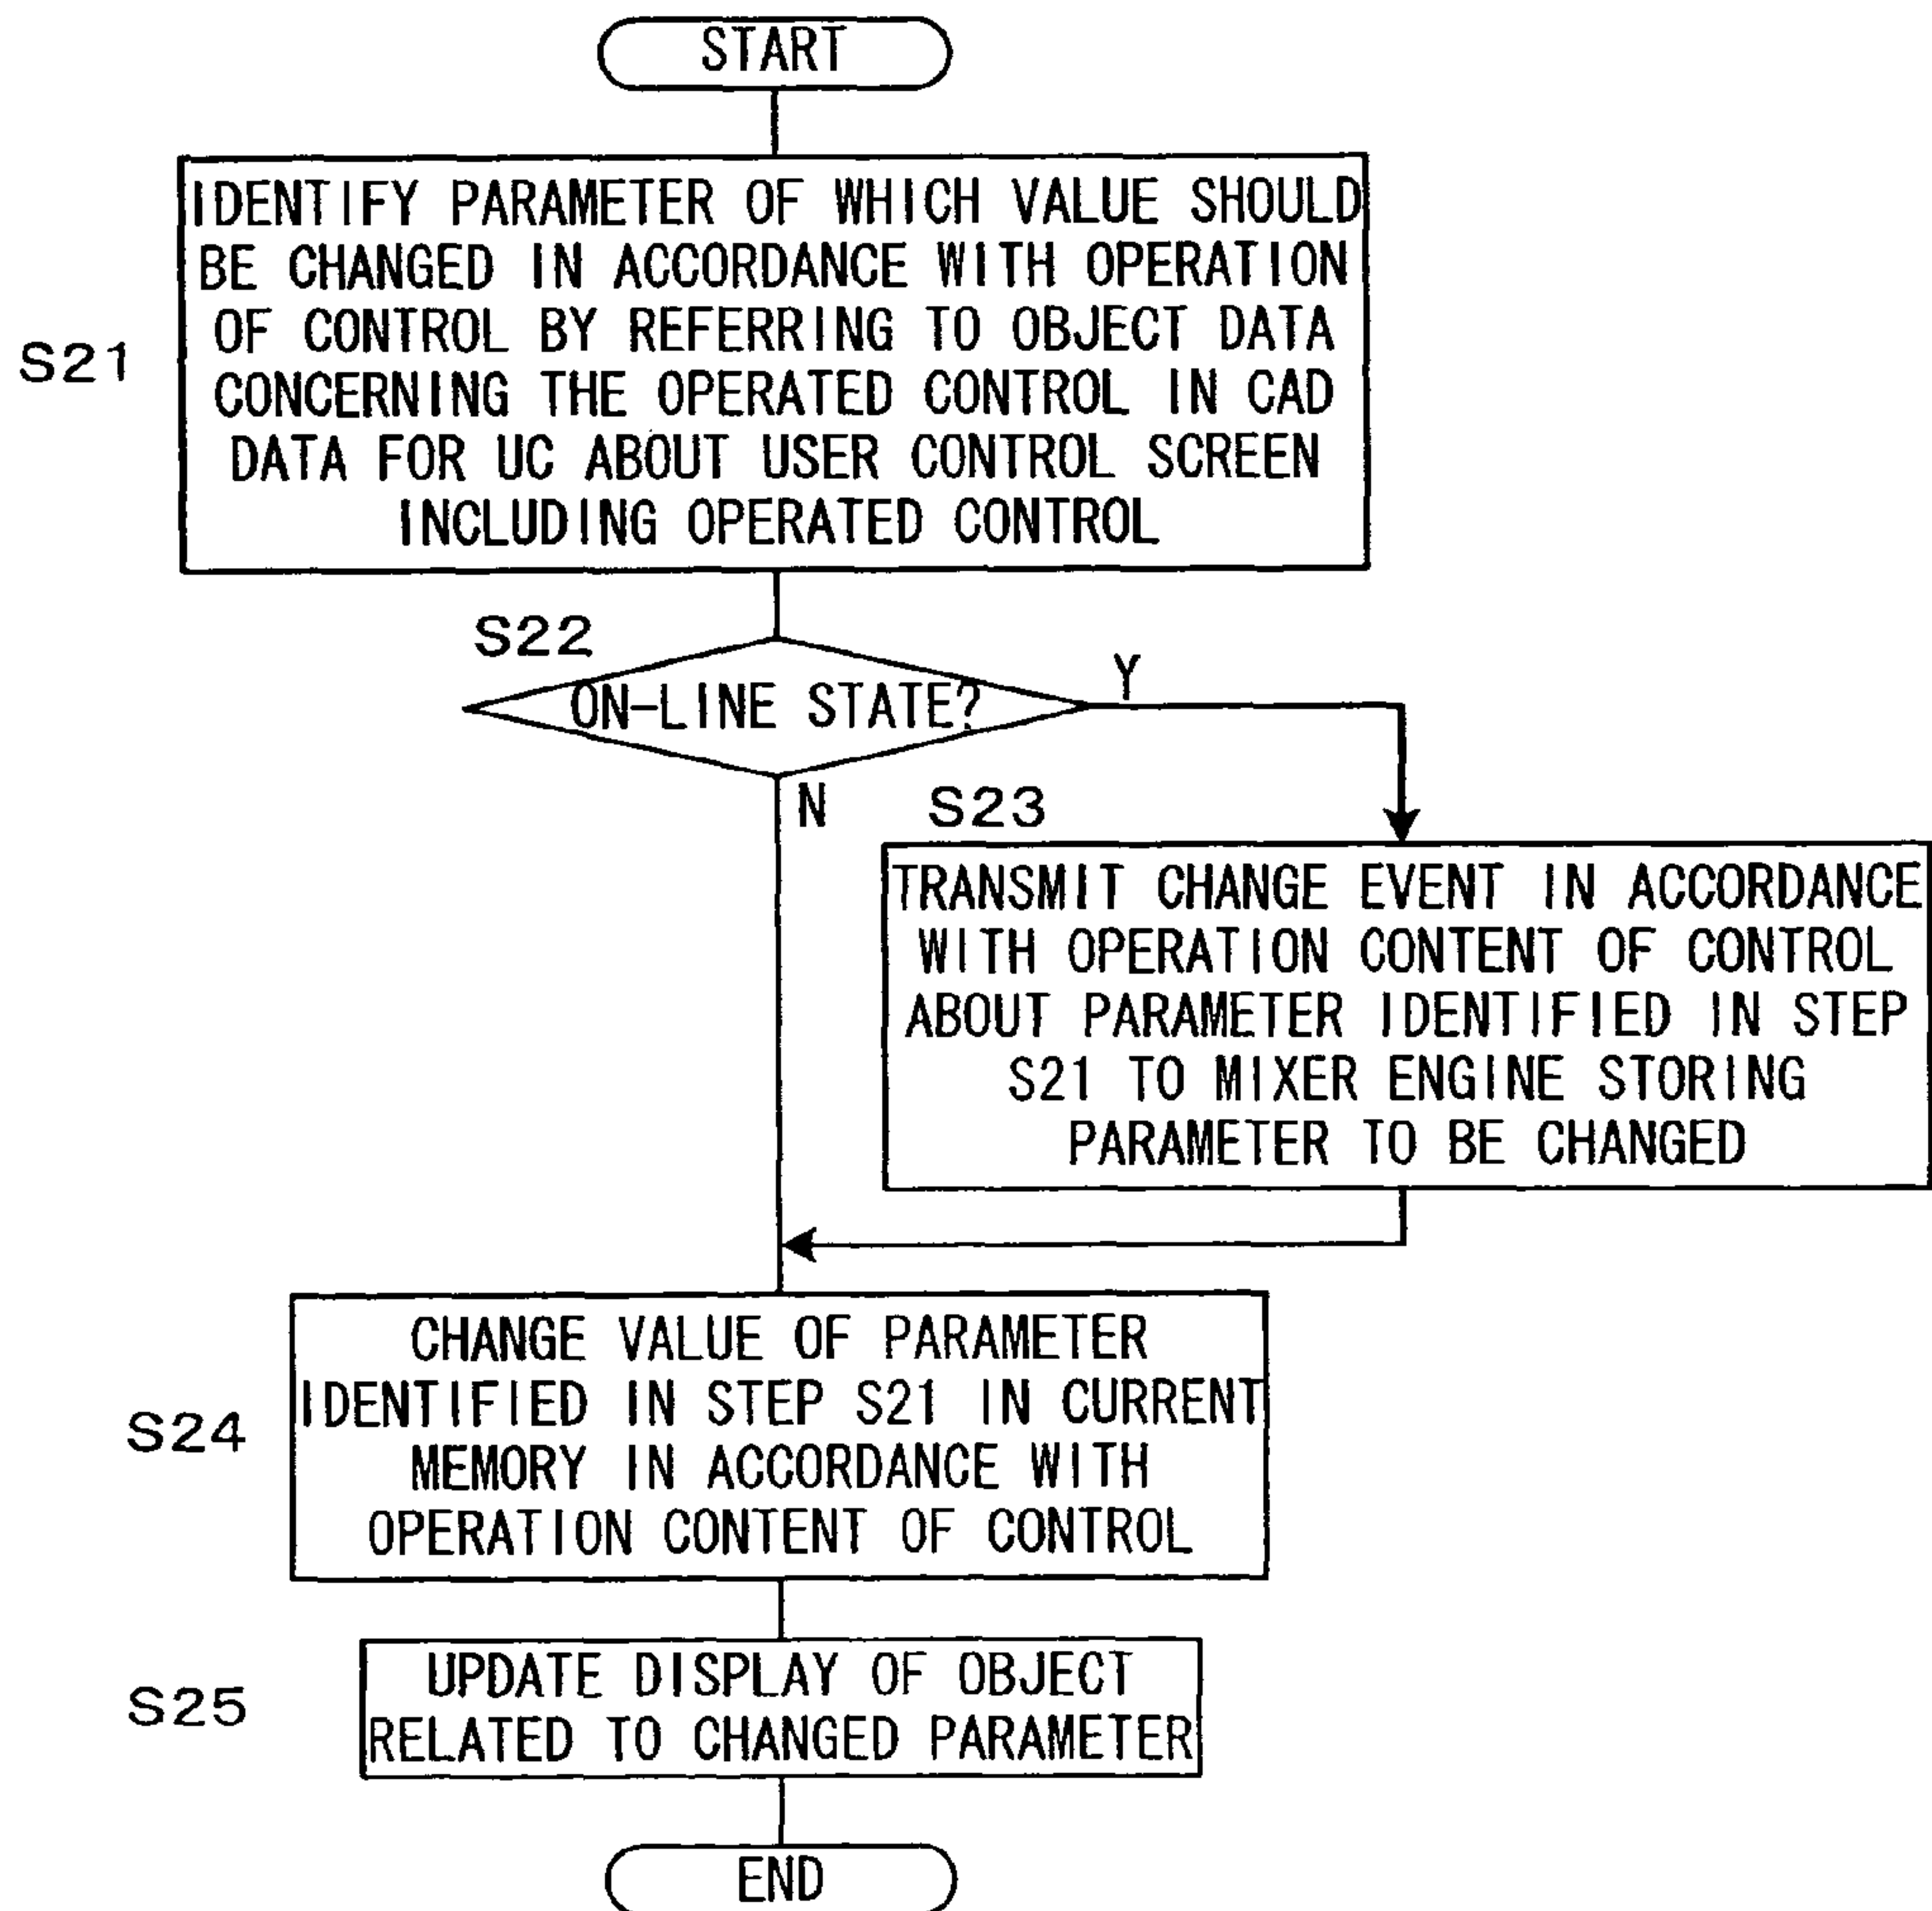 START
S21
IDENTIFY PARAMETER OF WHICH VALUE SHOULD
BE CHANGED IN ACCORDANCE WITH OPERATION
OF CONTROL BY REFERRING TO OBJECT DATA
CONCERNING THE OPERATED CONTROL IN CAD
DATA FOR UC ABOUT USER CONTROL SCREEN
INCLUDING OPERATED CONTROL
S22
ON-LINE STATE?
Y
N
S23
TRANSMIT CHANGE EVENT IN ACCORDANCE
WITH OPERATION CONTENT OF CONTROL
ABOUT PARAMETER IDENTIFIED IN STEP
S21 TO MIXER ENGINE STORING
PARAMETER TO BE CHANGED
S24
CHANGE VALUE OF PARAMETER
IDENTIFIED IN STEP S21 IN CURRENT
MEMORY IN ACCORDANCE WITH
OPERATION CONTENT OF CONTROL
S25
UPDATE DISPLAY OF OBJECT
RELATED TO CHANGED PARAMETER
END